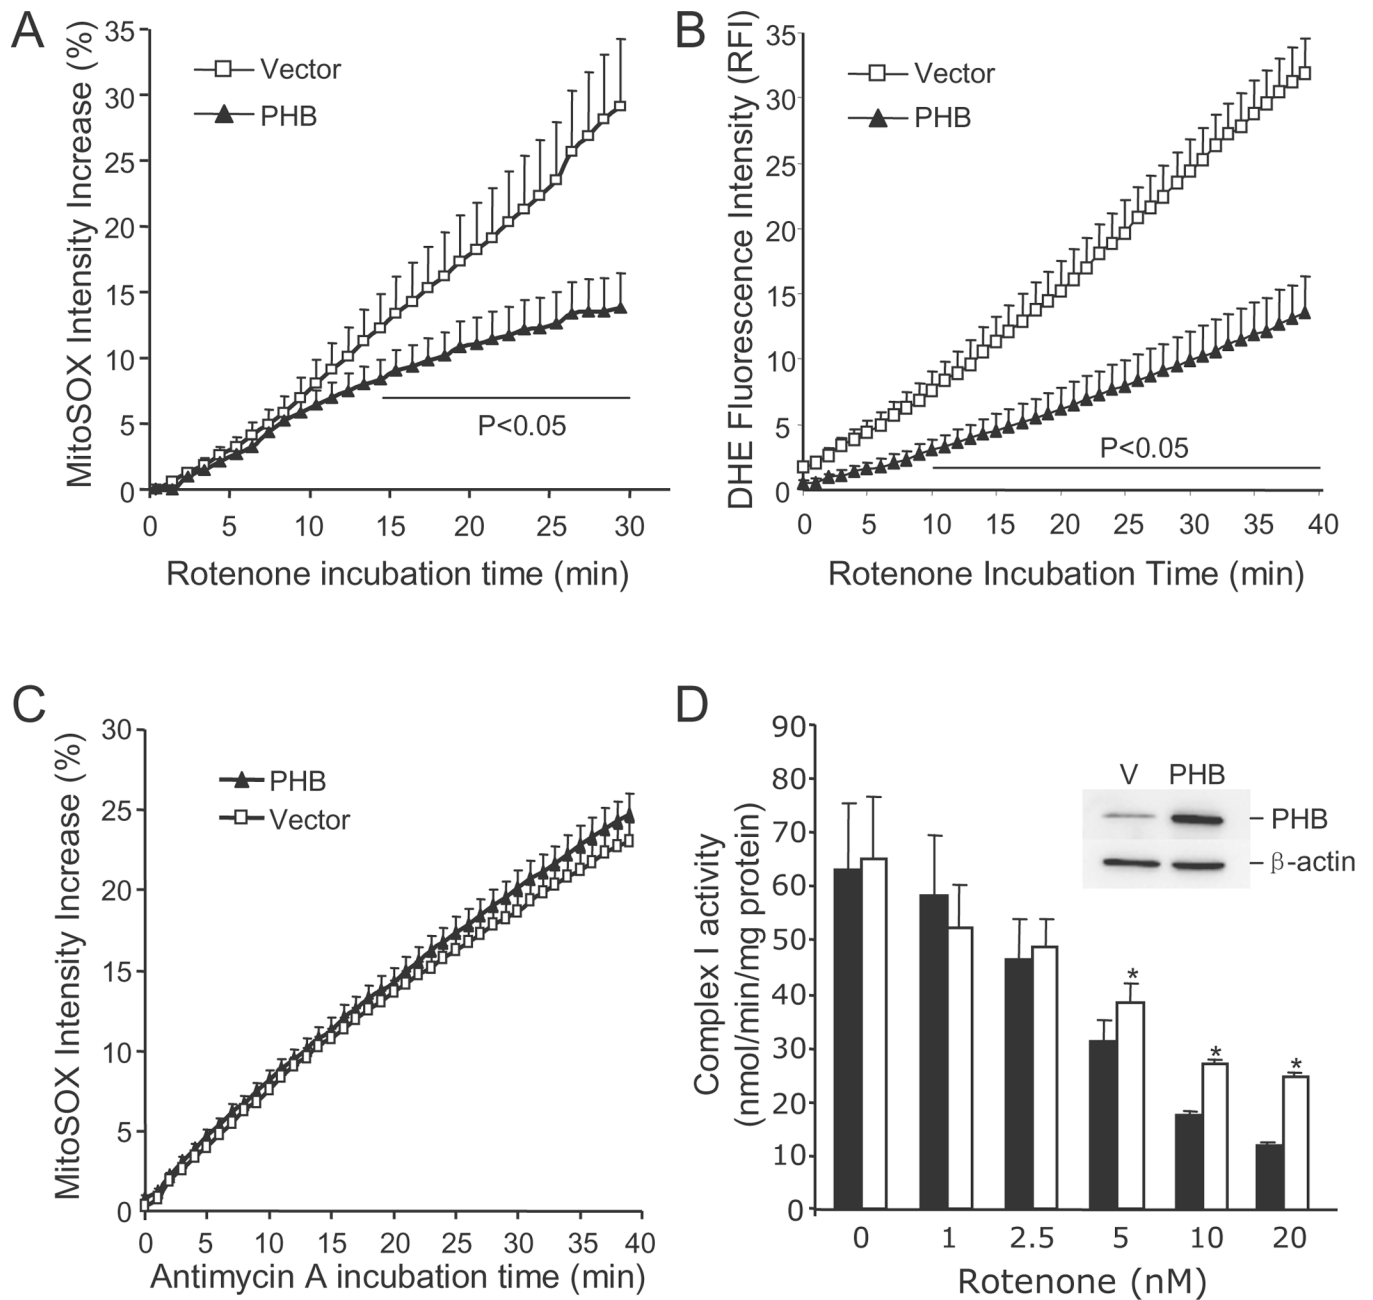 A
MitoSOX Intensity Increase (%)
35
30
25
20
15
10
5
0
Vector
PHB
P<0.05
0 5 10 15 20 25 30
Rotenone incubation time (min)
B
DHE Fluorescence Intensity (RFI)
35
30
25
20
15
10
5
0
Vector
PHB
P<0.05
0 5 10 15 20 25 30 35 40
Rotenone Incubation Time (min)
C
MitoSOX Intensity Increase (%)
30
25
20
15
10
5
0
PHB
Vector
0 5 10 15 20 25 30 35 40
Antimycin A incubation time (min)
D
Complex I activity
(nmol/min/mg protein)
90
80
70
60
50
40
30
20
10
0
V PHB
– PHB
– β-actin
* * *
0 1 2.5 5 10 20
Rotenone (nM)